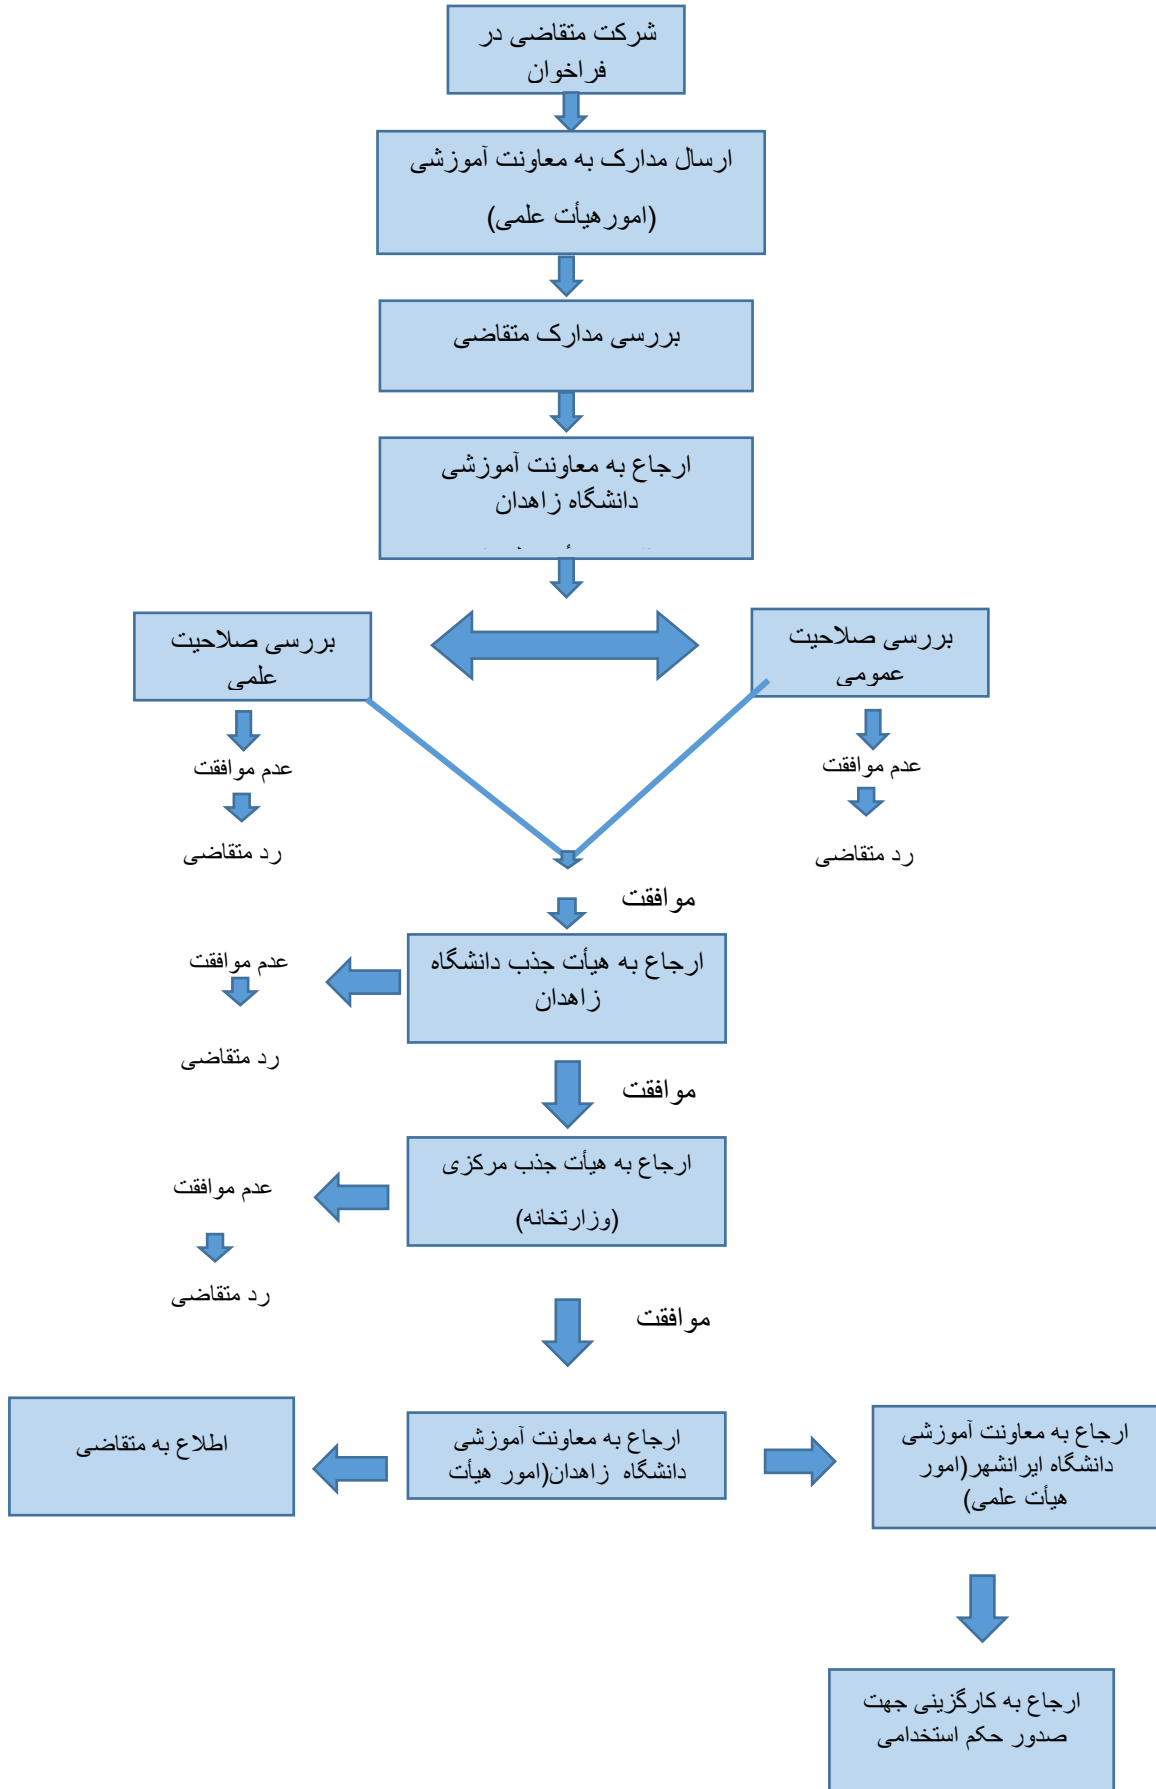 شرکت متقاضی در
فراخوان
ارسال مدارک به معاونت آموزشی
(امورهیأت علمی)
بررسی مدارک متقاضی
ارجاع به معاونت آموزشی
دانشگاه زاهدان
بررسی صلاحیت
عمومی
بررسی صلاحیت
علمی
عدم موافقت
عدم موافقت
رد متقاضی
رد متقاضی
موافقت
ارجاع به هیأت جذب دانشگاه
زاهدان
عدم موافقت
رد متقاضی
موافقت
ارجاع به هیأت جذب مرکزی
(وزارتخانه)
عدم موافقت
رد متقاضی
موافقت
ارجاع به معاونت آموزشی
دانشگاه ایرانشهر(امور
هیأت علمی)
ارجاع به معاونت آموزشی
دانشگاه زاهدان(امور هیأت
اطلاع به متقاضی
ارجاع به کارگزینی جهت
صدور حکم استخدامی